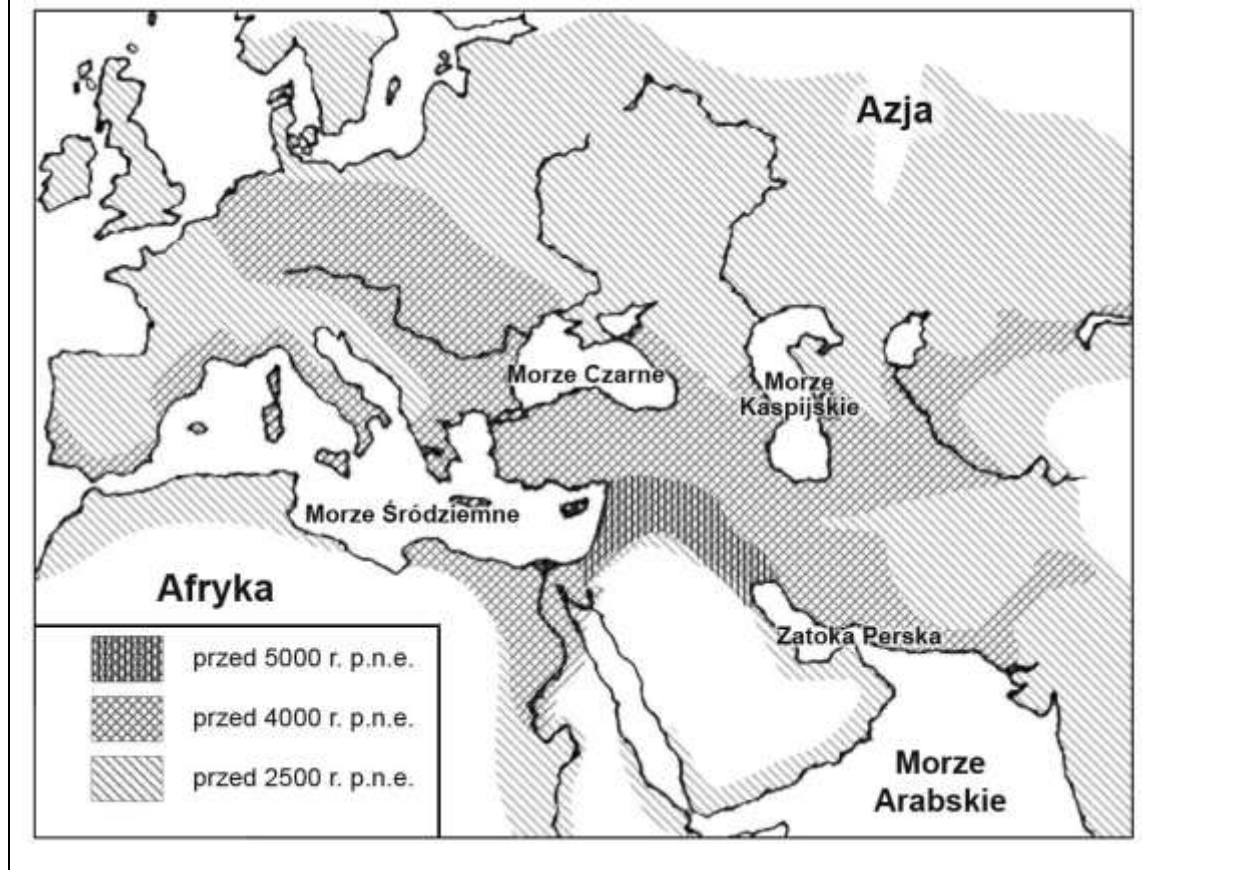 Azja
Morze Czarne
Morze
Kaspijskie
Morze Śródziemne
Afryka
Zatoka Perska
przed 5000 r. p.n.e.
przed 4000 r. p.n.e.
przed 2500 r. p.n.e.
Morze
Arabskie